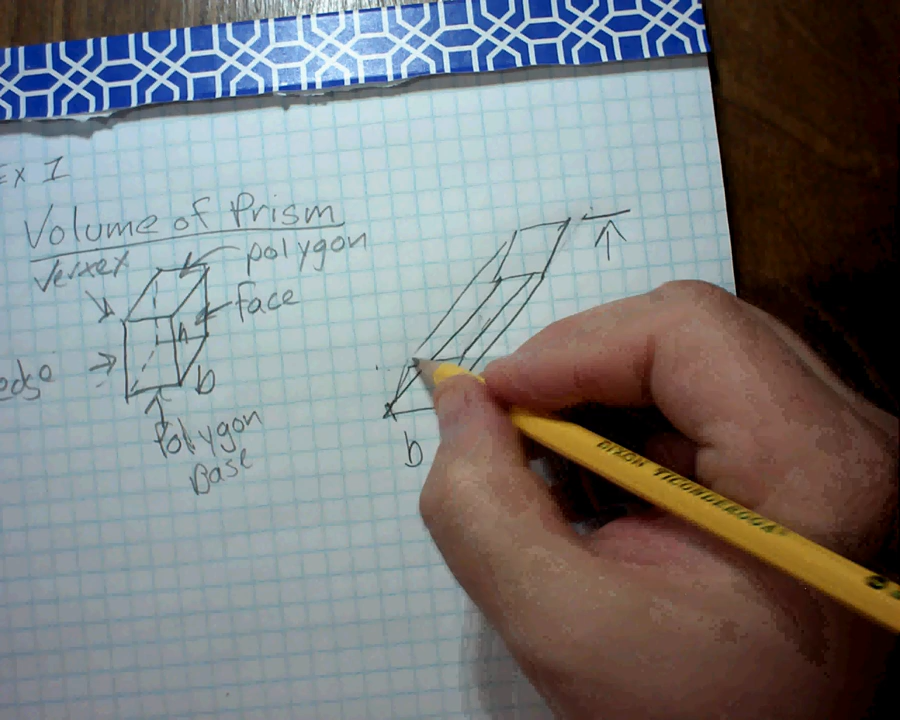 Ex 1
Volume of Prism
Vertex
polygon
face
h
edge
b
Polygon
Base
b
DIXON TICONDEROGA